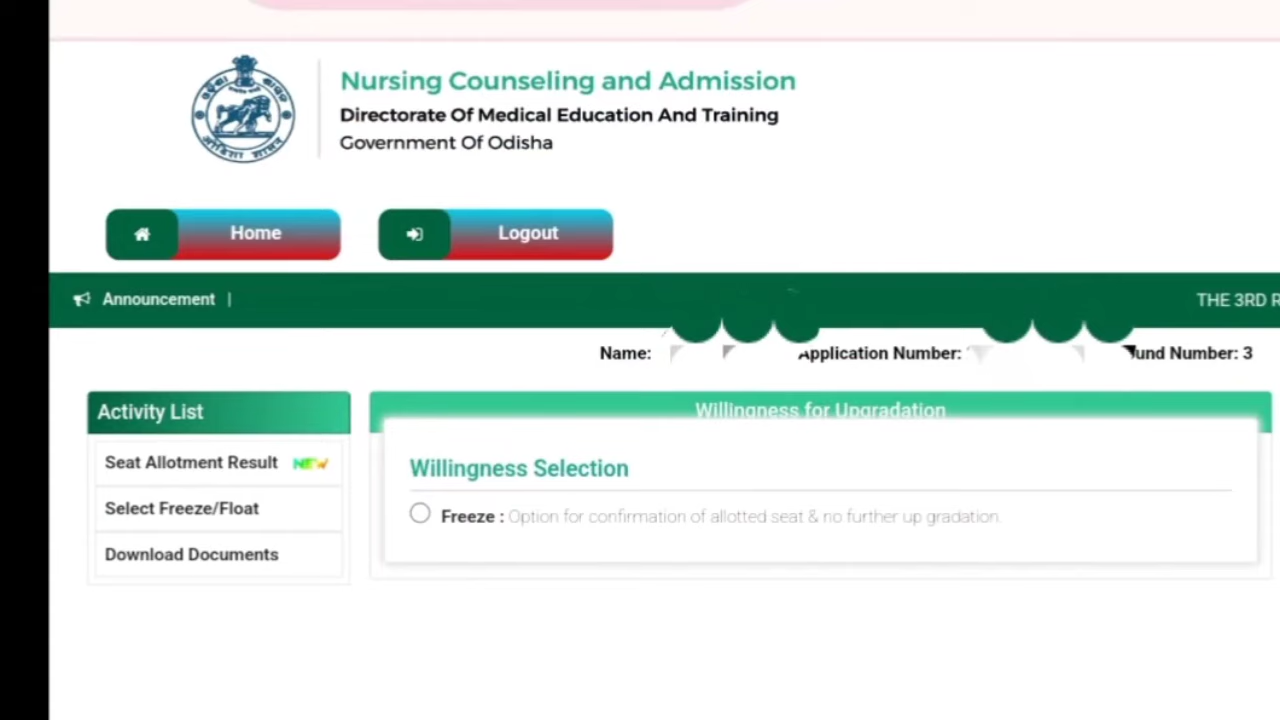 Nursing Counseling and Admission
Directorate Of Medical Education And Training
Government Of Odisha
Home
Logout
Announcement |
THE 3RD
Name: Application Number: Number: 3
Activity List
Willingness for Upgradation
Seat Allotment Result NEW
Willingness Selection
Select Freeze/Float
Freeze : Option for confirmation of allotted seat & no further up gradation.
Download Documents